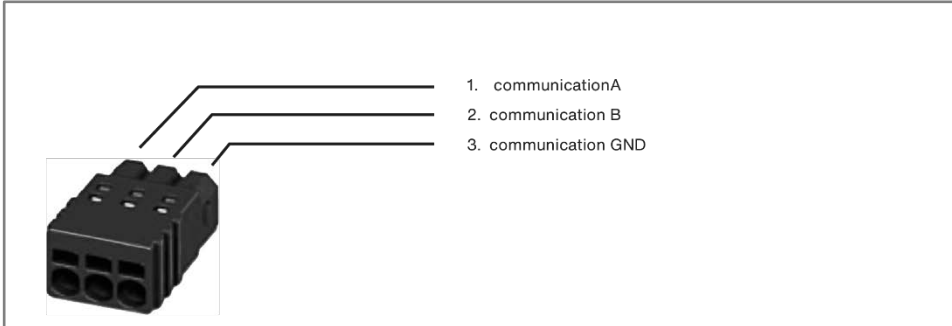 1. communicationA
2. communication B
3. communication GND